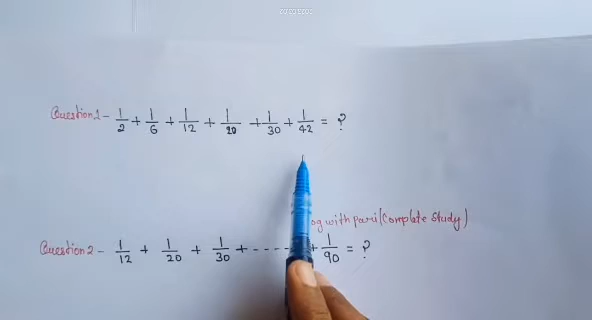 Question 1 - 1/2 + 1/6 + 1/12 + 1/20 + 1/30 + 1/42 = ?
og with pari (Complete Study)
Question 2 - 1/12 + 1/20 + 1/30 + ----- + 1/90 = ?